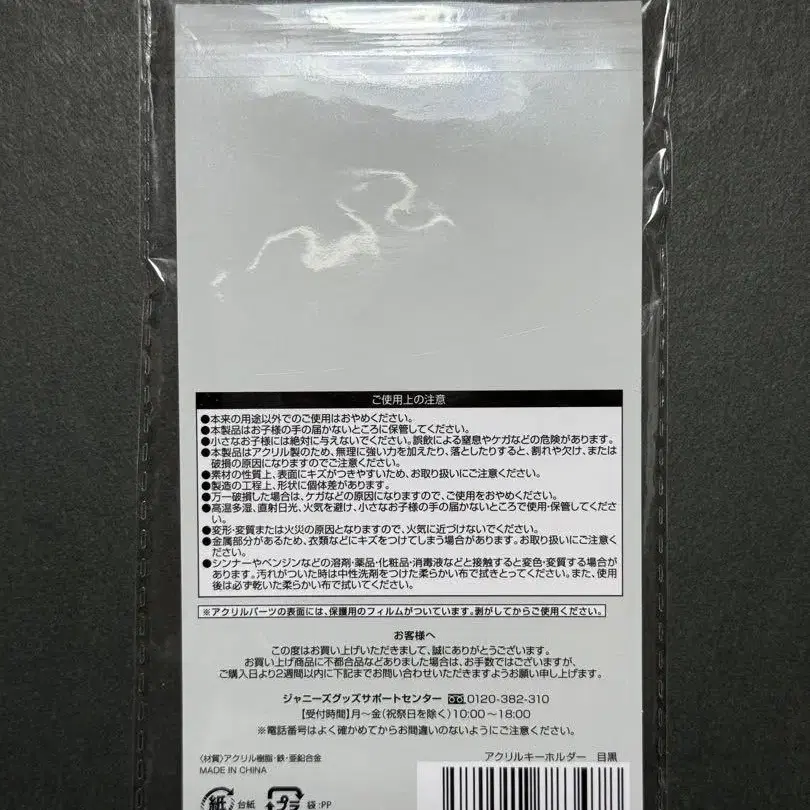 ご使用上の注意
●本来の用途以外でのご使用はおやめください。
●本製品はお子様の手の届かないところに保管してください。
●小さなお子様には絶対に与えないでください。誤飲による窒息やケガなどの危険があります。
●本製品はアクリル製のため、無理に強い力を加えたり、落としたりすると、割れや欠け、または
破損の原因になりますのでご注意ください。
●素材の性質上、表面にキズがつきやすいため、お取り扱いにご注意ください。
●製造の工程上、形状に個体差があります。
●万一破損した場合は、ケガなどの原因になりますので、ご使用をおやめください。
●高温多湿、直射日光、火気を避け、小さなお子様の手の届かないところで使用・保管してくださ
い。
●変形・変質または火災の原因となりますので、火気に近づけないでください。
●金属部分があるため、衣類などにキズをつけてしまう場合があります。お取り扱いにご注意く
ださい。
●シンナーやベンジンなどの溶剤・薬品・化粧品・消毒液などと接触すると変色・変質する場合が
あります。汚れがついた時は中性洗剤をつけた柔らかい布で拭きとってください。また、使用
後は必ず乾いた柔らかい布で拭いてください。
※アクリルパーツの表面には、保護用のフィルムがついています。剥がしてからご使用ください。
お客様へ
この度はお買い上げいただきまして、誠にありがとうございます。
お買い上げ商品に不都合品などありました場合は、お手数ではございますが、
ご購入日より2週間以内に下記までお問い合わせいただきますようお願い申し上げます。
ジャニーズグッズサポートセンター 0120-382-310
【受付時間】月〜金(祝祭日を除く)10:00〜18:00
※電話番号はよく確かめてからお間違いのないようにご注意ください。
〈材質〉アクリル樹脂・鉄・亜鉛合金
アクリルキーホルダー 目黒
MADE IN CHINA
紙 台紙 プラ 袋:PP